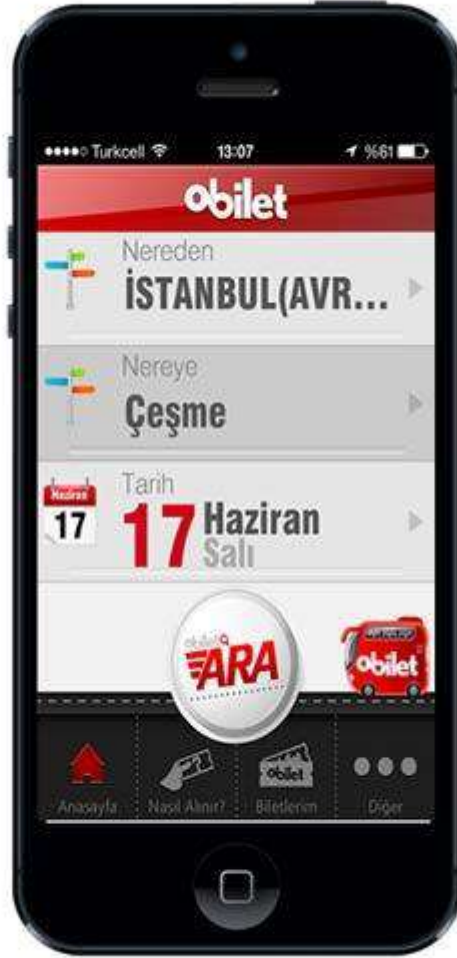 Turkcell 13:07 %61
obilet
Nereden
İSTANBUL(AVR...
Nereye
Çeşme
Tarih
Haziran
17
17 Haziran
Salı
obilet
ARA
obilet
obilet
Anasayfa Nasıl Alınır? Biletlerim Diğer